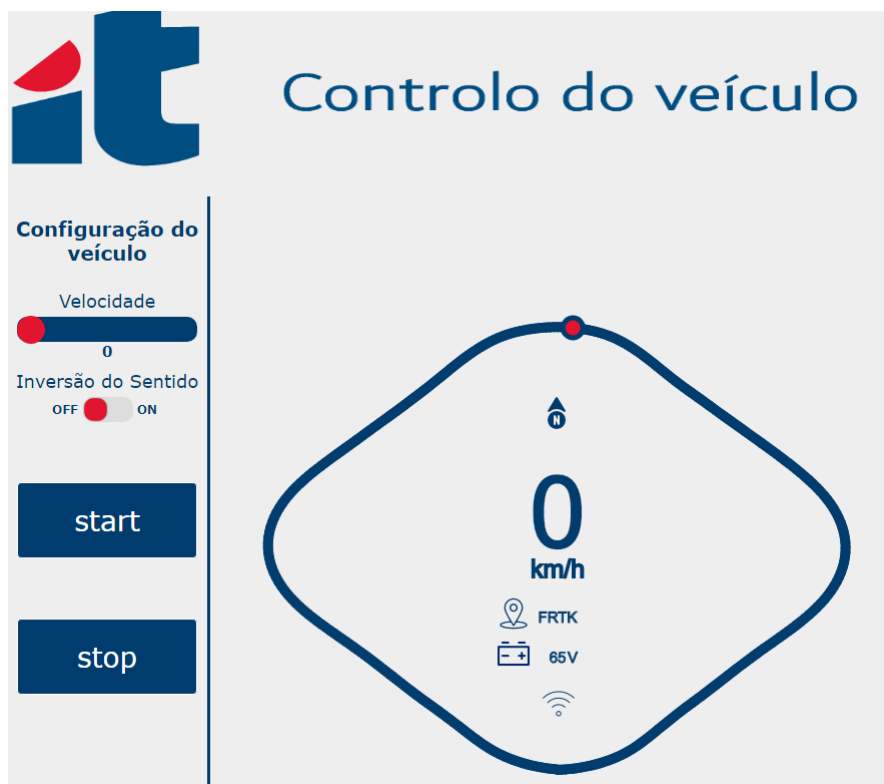 it
Controlo do veículo
Configuração do
veículo
Velocidade
0
Inversão do Sentido
OFF ON
start
stop
N
0
km/h
FRTK
65V